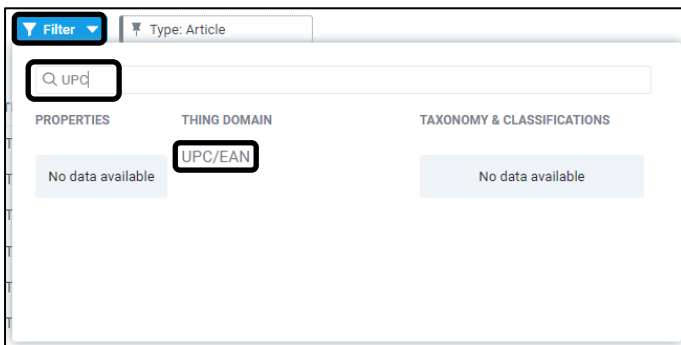 Filter
Type: Article
UPC
PROPERTIES
THING DOMAIN
TAXONOMY & CLASSIFICATIONS
No data available
UPC/EAN
No data available